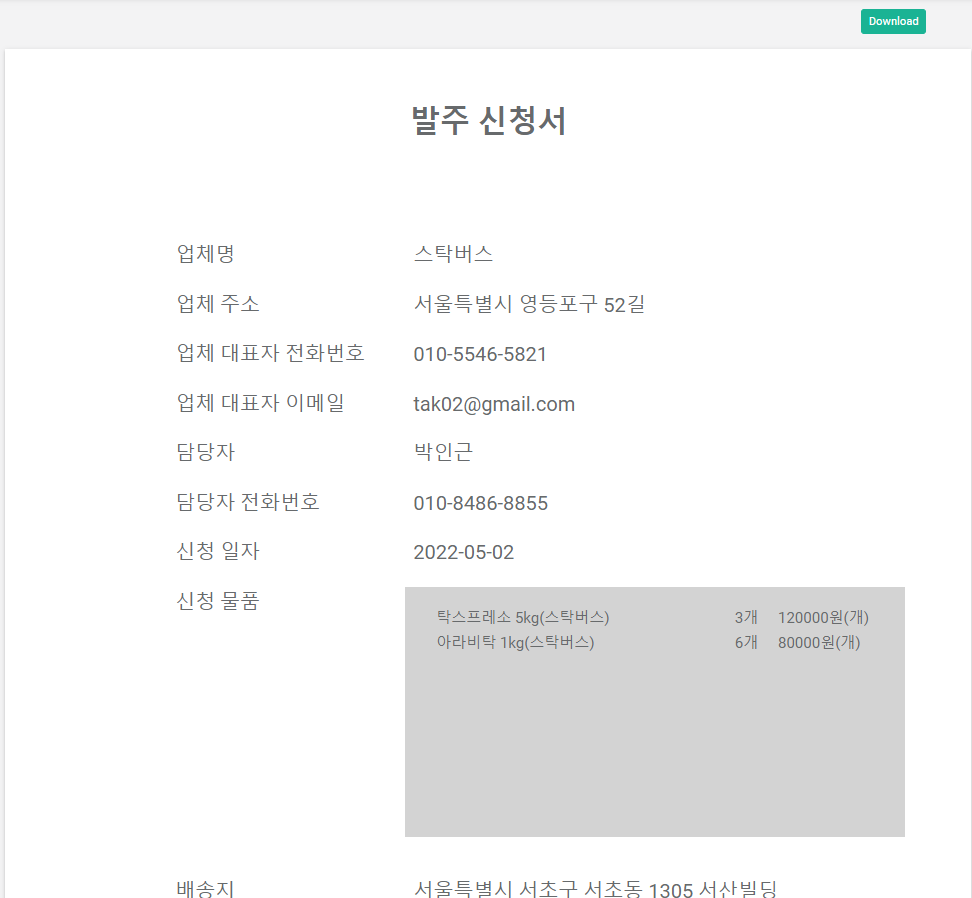 Download
발주 신청서
업체명 스탁버스
업체 주소 서울특별시 영등포구 52길
업체 대표자 전화번호 010-5546-5821
업체 대표자 이메일 tak02@gmail.com
담당자 박인근
담당자 전화번호 010-8486-8855
신청 일자 2022-05-02
신청 물품
탁스프레소 5kg(스탁버스) 3개 120000원(개)
아라비탁 1kg(스탁버스) 6개 80000원(개)
배송지 서울특별시 서초구 서초동 1305 서산빌딩